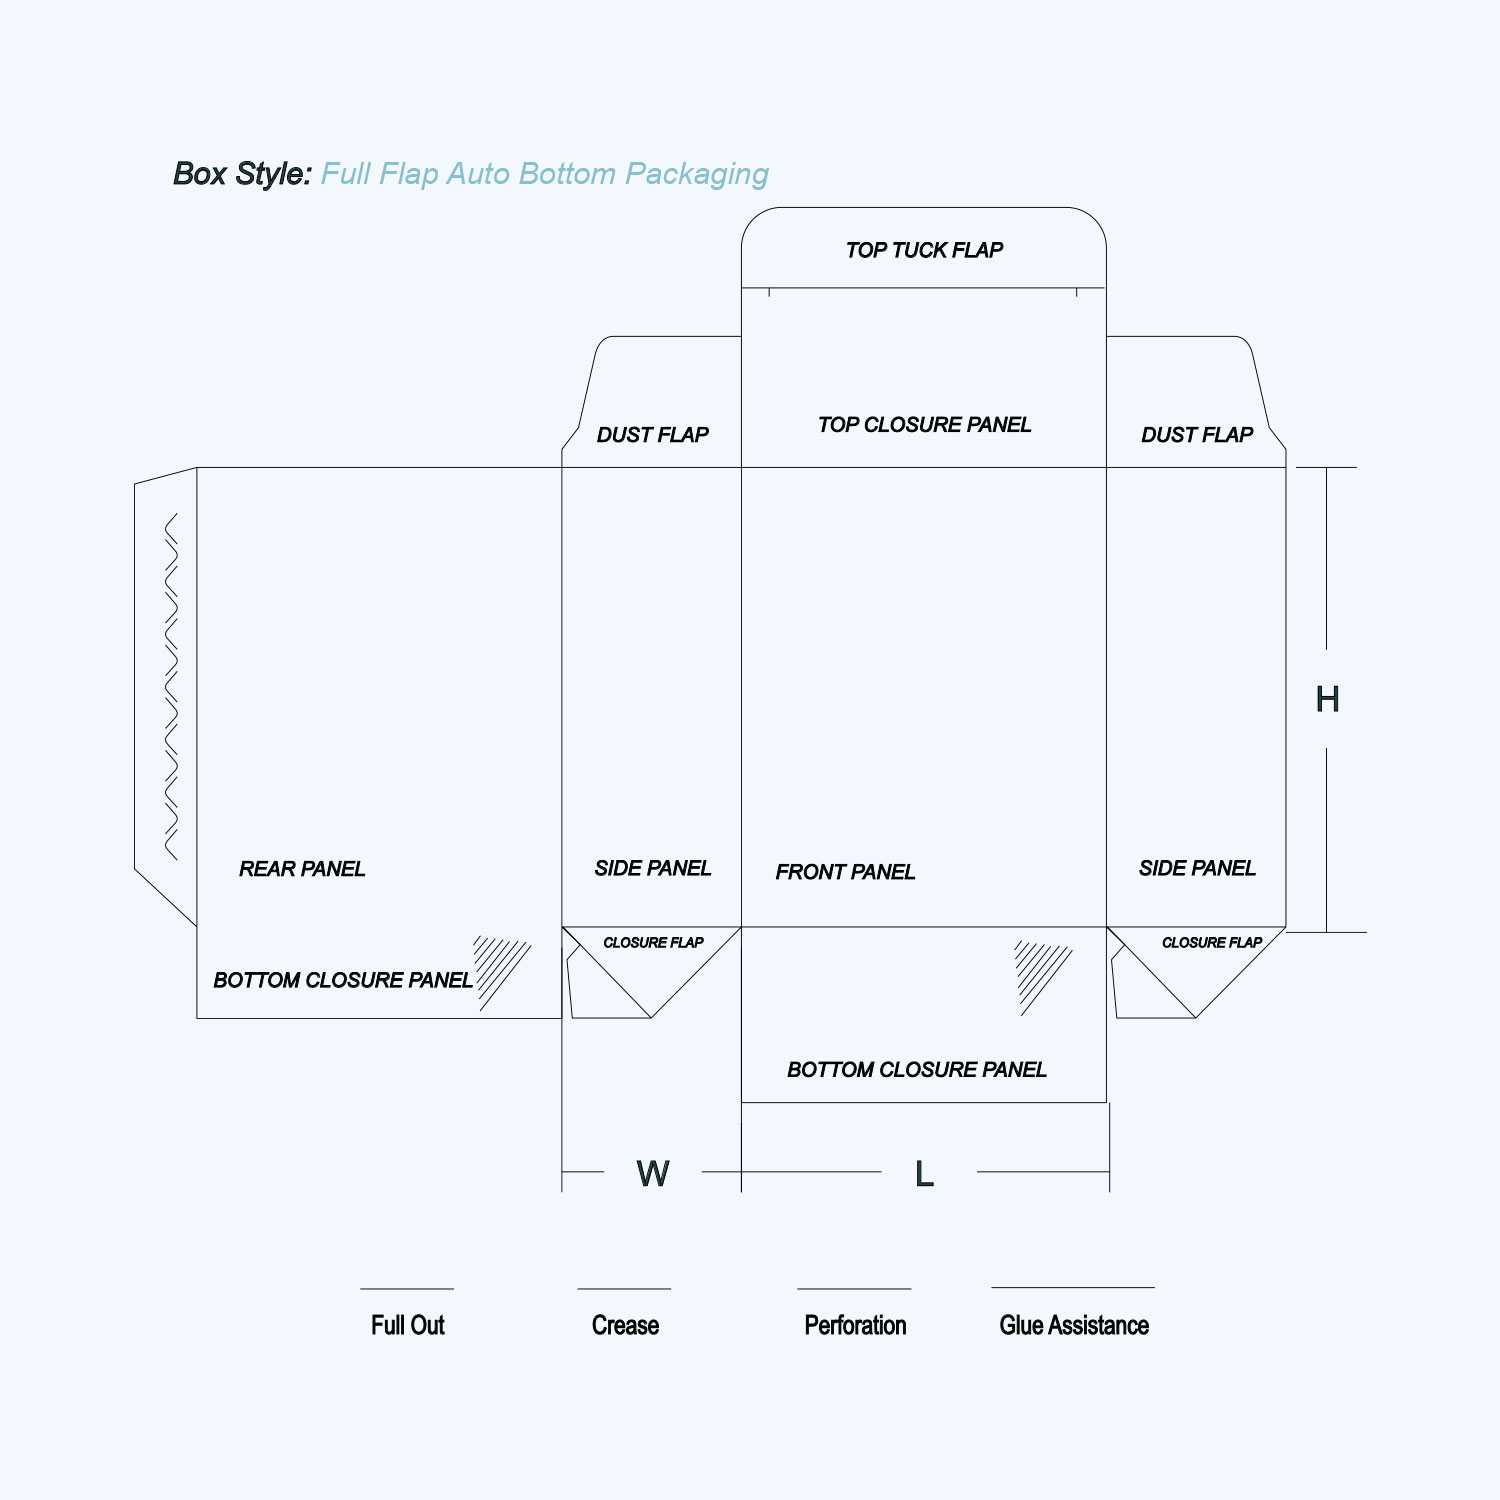 Box Style: Full Flap Auto Bottom Packaging
TOP TUCK FLAP
TOP CLOSURE PANEL
DUST FLAP
DUST FLAP
H
REAR PANEL
SIDE PANEL
FRONT PANEL
SIDE PANEL
CLOSURE FLAP
CLOSURE FLAP
BOTTOM CLOSURE PANEL
BOTTOM CLOSURE PANEL
W
L
Full Out
Crease
Perforation
Glue Assistance